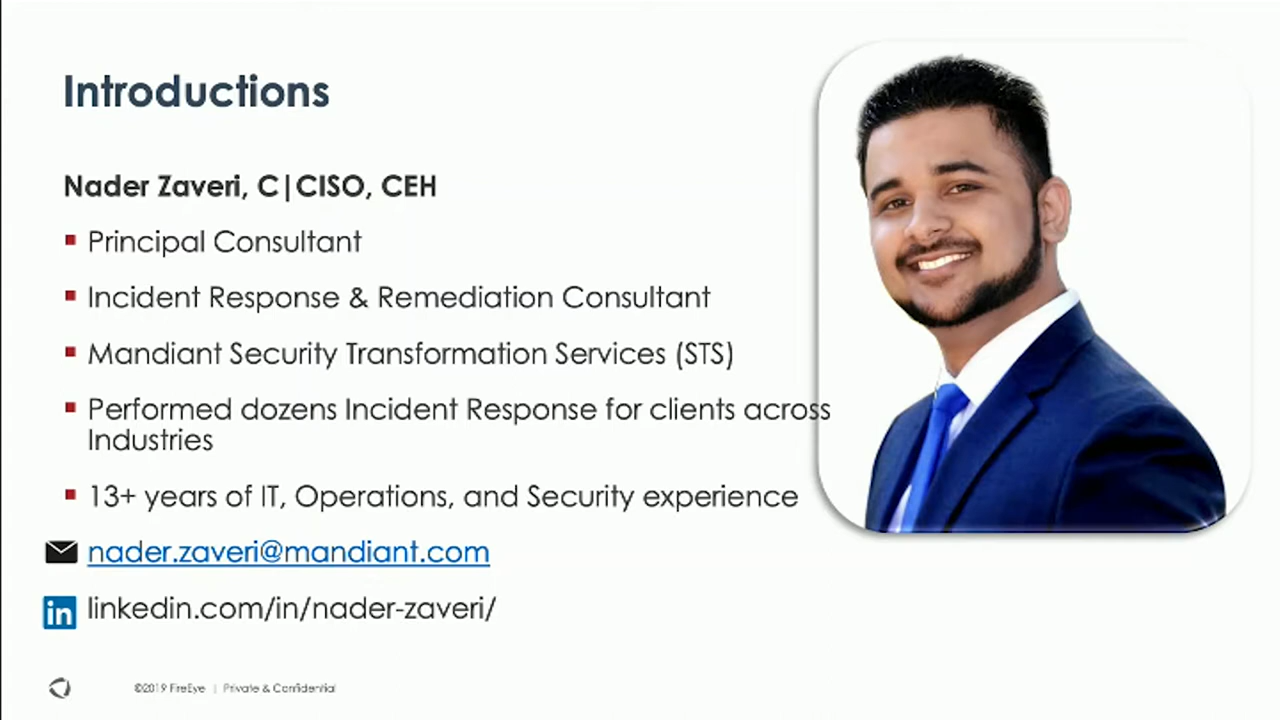 Introductions
Nader Zaveri, C|CISO, CEH
▪ Principal Consultant
▪ Incident Response & Remediation Consultant
▪ Mandiant Security Transformation Services (STS)
▪ Performed dozens Incident Response for clients across
Industries
▪ 13+ years of IT, Operations, and Security experience
nader.zaveri@mandiant.com
in linkedin.com/in/nader-zaveri/
©2019 FireEye | Private & Confidential